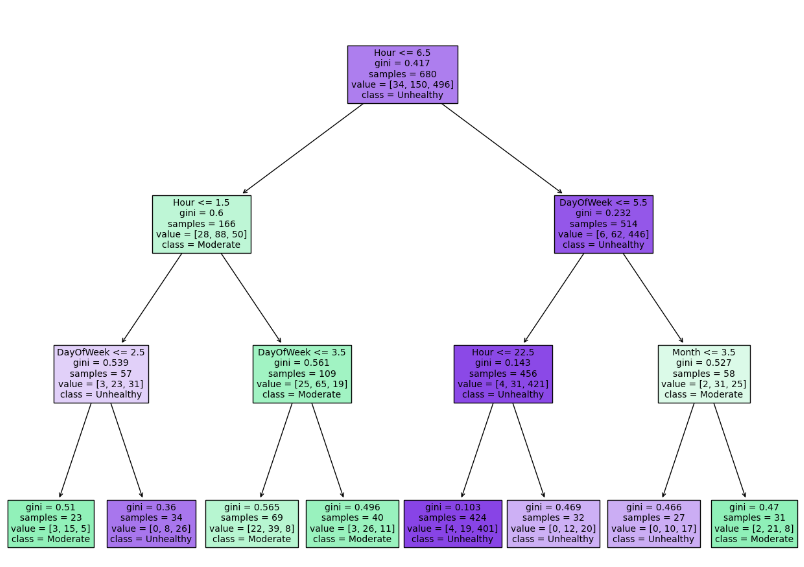 Hour <= 6.5
gini = 0.417
samples = 680
value = [34, 150, 496]
class = Unhealthy
Hour <= 1.5
gini = 0.6
samples = 166
value = [28, 88, 50]
class = Moderate
DayOfWeek <= 5.5
gini = 0.232
samples = 514
value = [6, 62, 446]
class = Unhealthy
DayOfWeek <= 2.5
gini = 0.539
samples = 57
value = [3, 23, 31]
class = Unhealthy
DayOfWeek <= 3.5
gini = 0.561
samples = 109
value = [25, 65, 19]
class = Moderate
Hour <= 22.5
gini = 0.143
samples = 456
value = [4, 31, 421]
class = Unhealthy
Month <= 3.5
gini = 0.527
samples = 58
value = [2, 31, 25]
class = Moderate
gini = 0.51
samples = 23
value = [3, 15, 5]
class = Moderate
gini = 0.36
samples = 34
value = [0, 8, 26]
class = Unhealthy
gini = 0.565
samples = 69
value = [22, 39, 8]
class = Moderate
gini = 0.496
samples = 40
value = [3, 26, 11]
class = Moderate
gini = 0.103
samples = 424
value = [4, 19, 401]
class = Unhealthy
gini = 0.469
samples = 32
value = [0, 12, 20]
class = Unhealthy
gini = 0.466
samples = 27
value = [0, 10, 17]
class = Unhealthy
gini = 0.47
samples = 31
value = [2, 21, 8]
class = Moderate